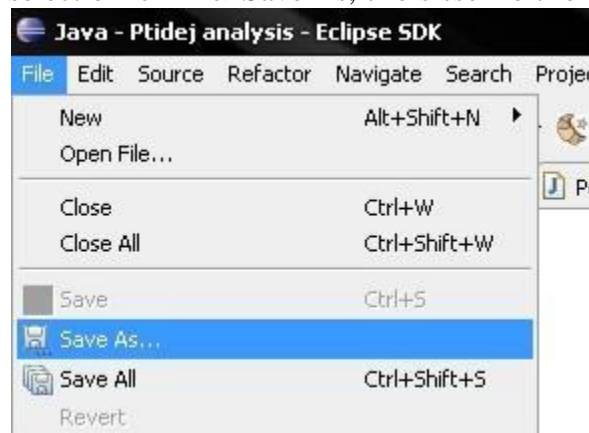 Java - Ptidej analysis - Eclipse SDK
File Edit Source Refactor Navigate Search Proje
New Alt+Shift+N
Open File...
J P
Close Ctrl+W
Close All Ctrl+Shift+W
Save Ctrl+S
Save As...
Save All Ctrl+Shift+S
Revert